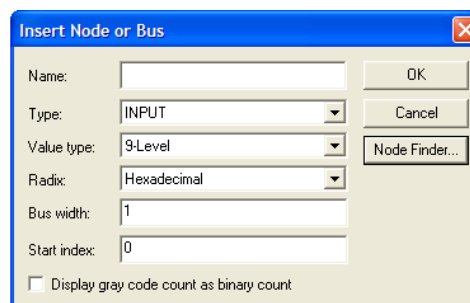 Insert Node or Bus
Name:
OK
Type: INPUT
Cancel
Value type: 9-Level
Node Finder...
Radix: Hexadecimal
Bus width: 1
Start index: 0
Display gray code count as binary count